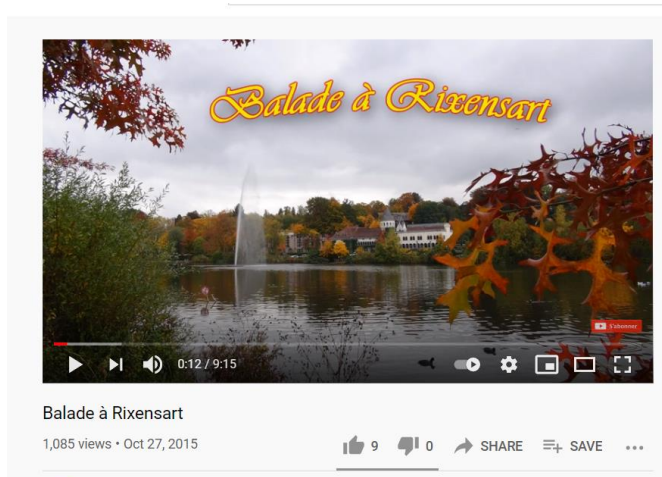 Balade à Rixensart
S'abonner
0:12 / 9:15
Balade à Rixensart
1,085 views • Oct 27, 2015
9 0 SHARE SAVE